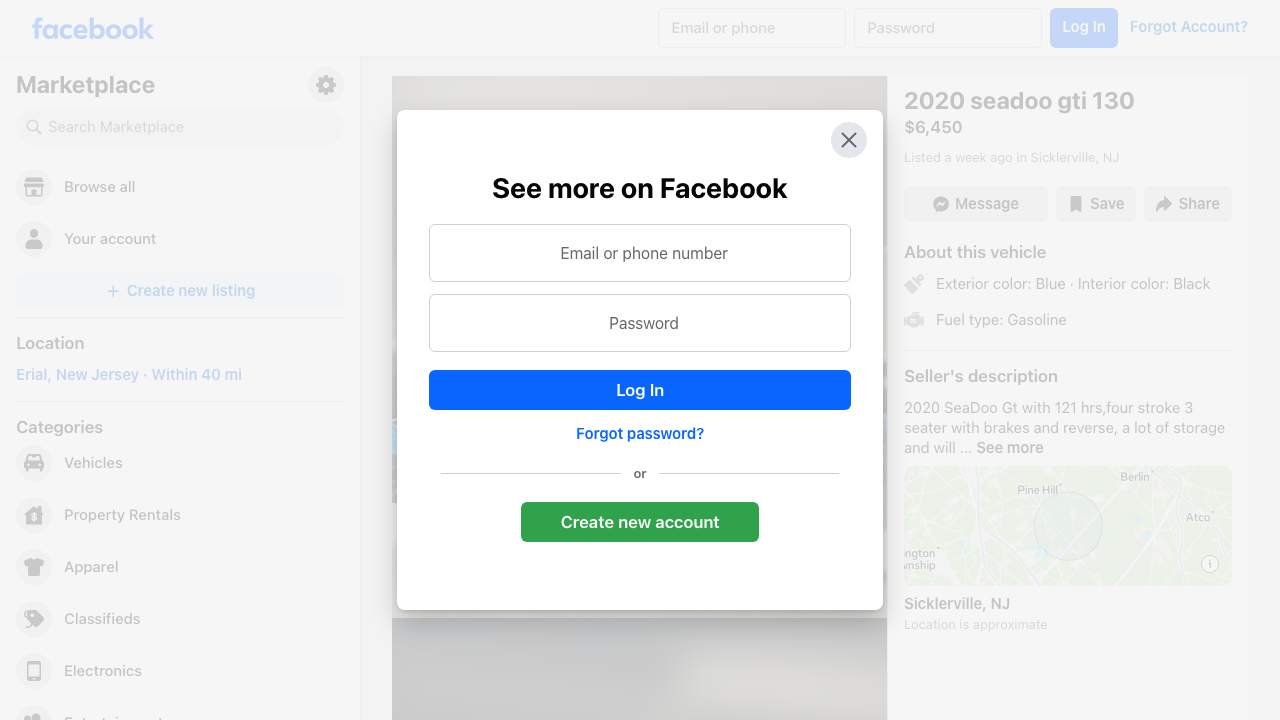 facebook
Email or phone
Password
Log In
Forgot Account?
Marketplace
Search Marketplace
Browse all
Your account
Create new listing
Location
Erial, New Jersey · Within 40 mi
Categories
Vehicles
Property Rentals
Apparel
Classifieds
Electronics
See more on Facebook
Email or phone number
Password
Log In
Forgot password?
or
Create new account
2020 seadoo gti 130
$6,450
Listed a week ago in Sicklerville, NJ
Message
Save
Share
About this vehicle
Exterior color: Blue · Interior color: Black
Fuel type: Gasoline
Seller's description
2020 SeaDoo Gt with 121 hrs,four stroke 3
seater with brakes and reverse, a lot of storage
and will ... See more
Berlin
Pine Hill
Atco
ington
wnship
Sicklerville, NJ
Location is approximate